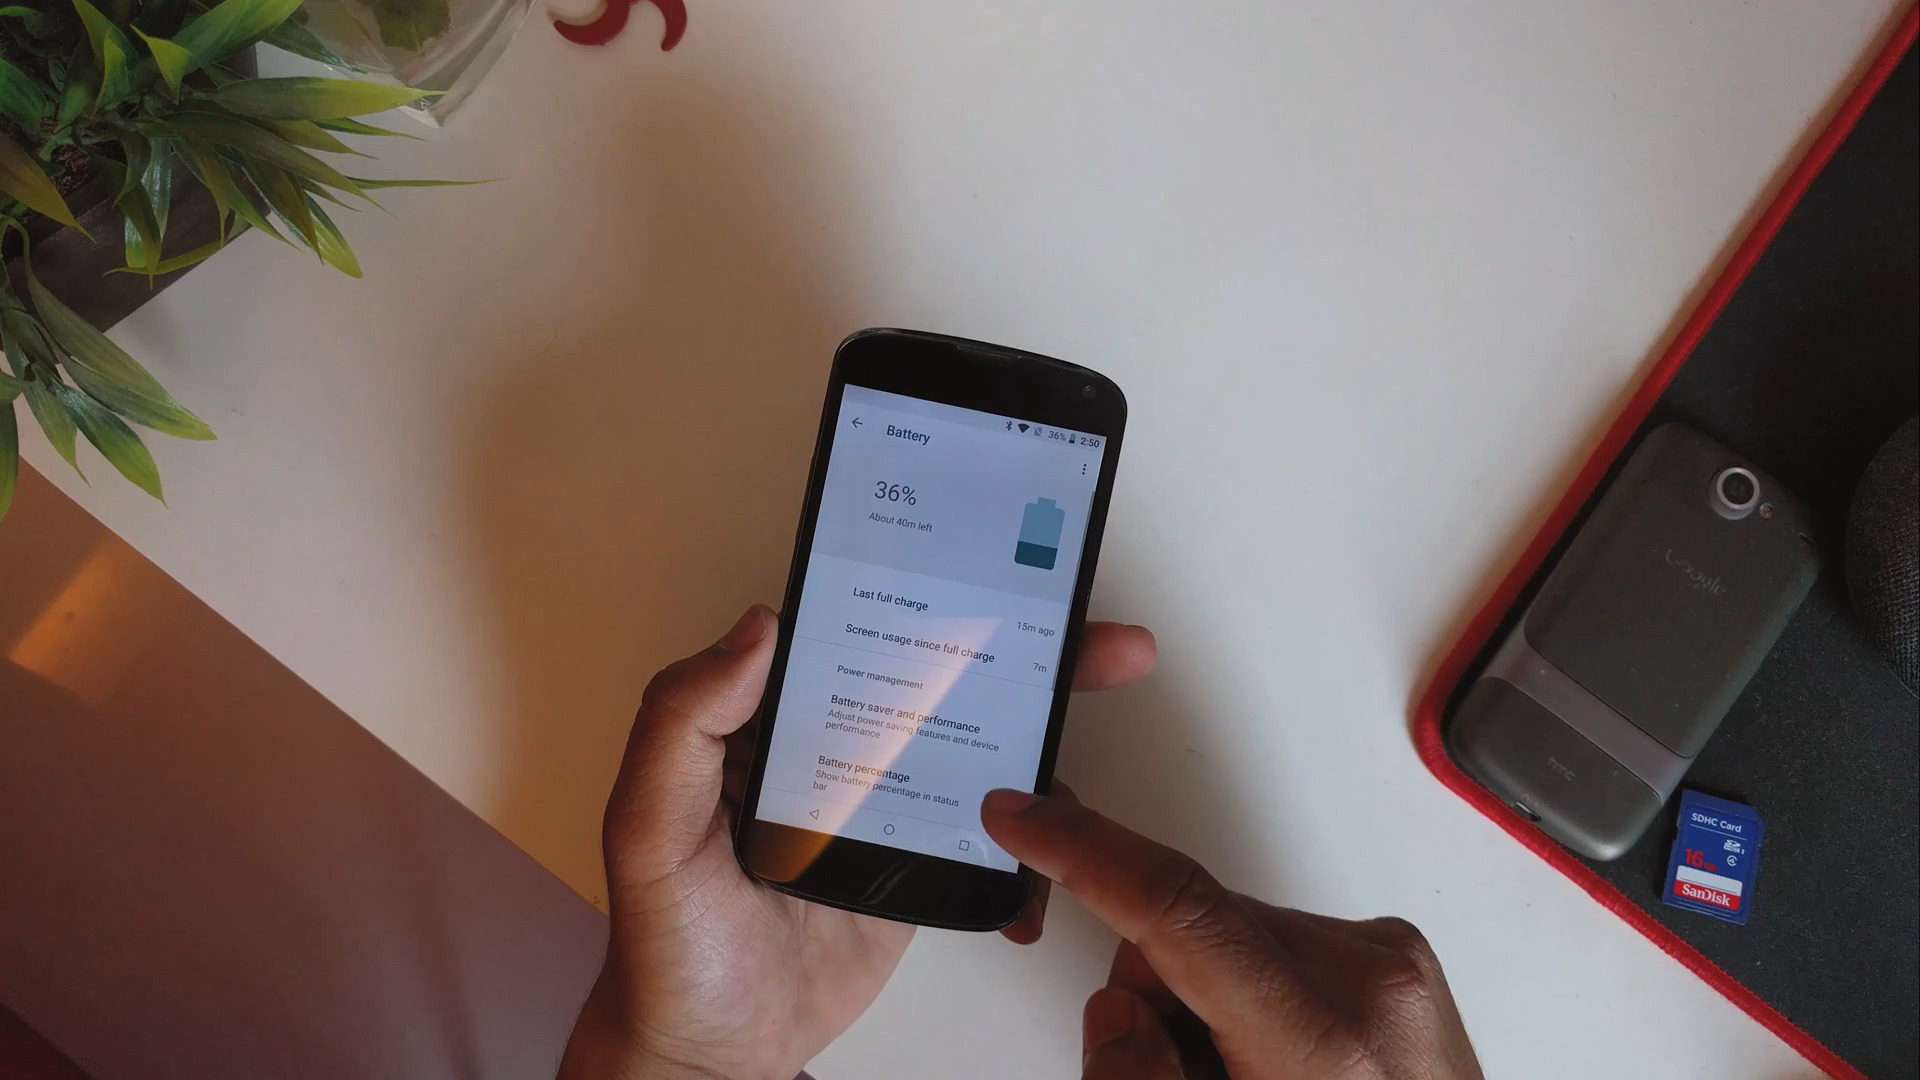 Battery
36% 2:50
36%
About 40m left
Last full charge
15m ago
Screen usage since full charge
7m
Power management
Battery saver and performance
Adjust power saving features and device
performance
Battery percentage
Show battery percentage in status
bar
Google
hTC
SDHC Card
16
SanDisk